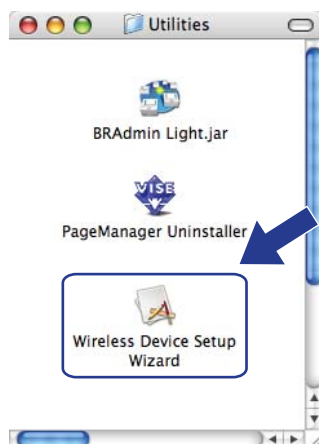 Utilities
BRAdmin Light.jar
VISE
PageManager Uninstaller
Wireless Device Setup
Wizard